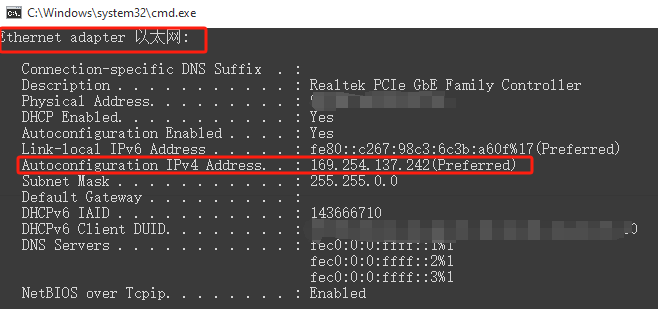 C:\Windows\system32\cmd.exe
Ethernet adapter 以太网:
Connection-specific DNS Suffix . :
Description . . . . . . . . . . . : Realtek PCIe GbE Family Controller
Physical Address. . . . . . . . . :
DHCP Enabled. . . . . . . . . . . : Yes
Autoconfiguration Enabled . . . . : Yes
Link-local IPv6 Address . . . . . : fe80::c267:98c3:6c3b:a60f%17(Preferred)
Autoconfiguration IPv4 Address. . : 169.254.137.242(Preferred)
Subnet Mask . . . . . . . . . . . : 255.255.0.0
Default Gateway . . . . . . . . . :
DHCPv6 IAID . . . . . . . . . . . : 143666710
DHCPv6 Client DUID. . . . . . . . :
DNS Servers . . . . . . . . . . . : fec0:0:0:ffff::1%1
fec0:0:0:ffff::2%1
fec0:0:0:ffff::3%1
NetBIOS over Tcpip. . . . . . . . : Enabled